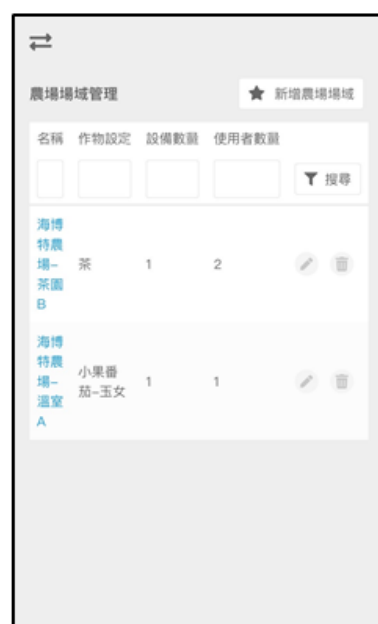 農場場域管理
新增農場場域
名稱 作物設定 設備數量 使用者數量
搜尋
海博
特農
場–
茶園
B
茶
1
2
海博
特農
場–
溫室
A
小果番
茄–玉女
1
1